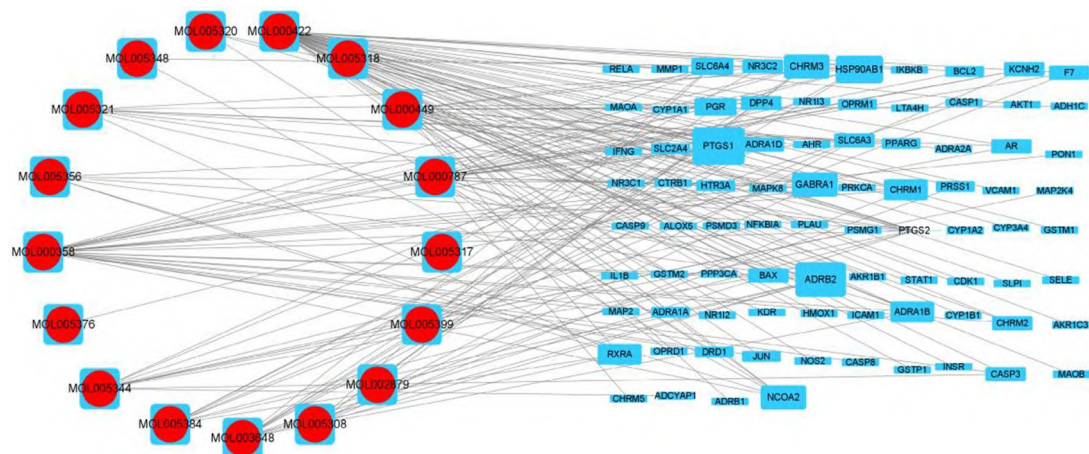 MOL005320
MOL000422
MOL005348
MOL005318
MOL005321
MOL000449
MOL005356
MOL000787
MOL000358
MOL005317
MOL005376
MOL005399
MOL005344
MOL002879
MOL005384
MOL003648
MOL005308
RELA MMP1 SLC6A4 NR3C2 CHRM3 HSP90AB1 IKBKB BCL2 KCNH2 F7
MAOA CYP1A1 PGR DPP4 NR1I3 OPRM1 LTA4H CASP1 AKT1 ADH1C
IFNG SLC2A4 PTGS1 ADRA1D AHR SLC6A3 PPARG ADRA2A AR PON1
NR3C1 CTRB1 HTR3A MAPK8 GABRA1 PRKCA CHRM1 PRSS1 VCAM1 MAP2K4
CASP9 ALOX5 PSMD3 NFKBIA PLAU PSMG1 PTGS2 CYP1A2 CYP3A4 GSTM1
IL1B GSTM2 PPP3CA BAX ADRB2 AKR1B1 STAT1 CDK1 SLPI SELE
MAP2 ADRA1A NR1I2 KDR HMOX1 ICAM1 ADRA1B CYP1B1 CHRM2 AKR1C3
RXRA OPRD1 DRD1 JUN NOS2 CASP8 GSTP1 INSR CASP3 MAOB
CHRM5 ADCYAP1 ADRB1 NCOA2